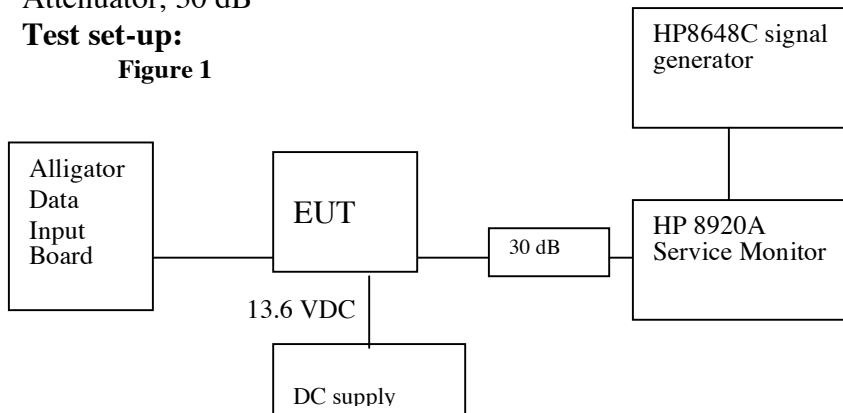 Attenuator, 30 dB
Test set-up:
Figure 1
HP8648C signal
generator
Alligator
Data
Input
Board
EUT
30 dB
HP 8920A
Service Monitor
13.6 VDC
DC supply